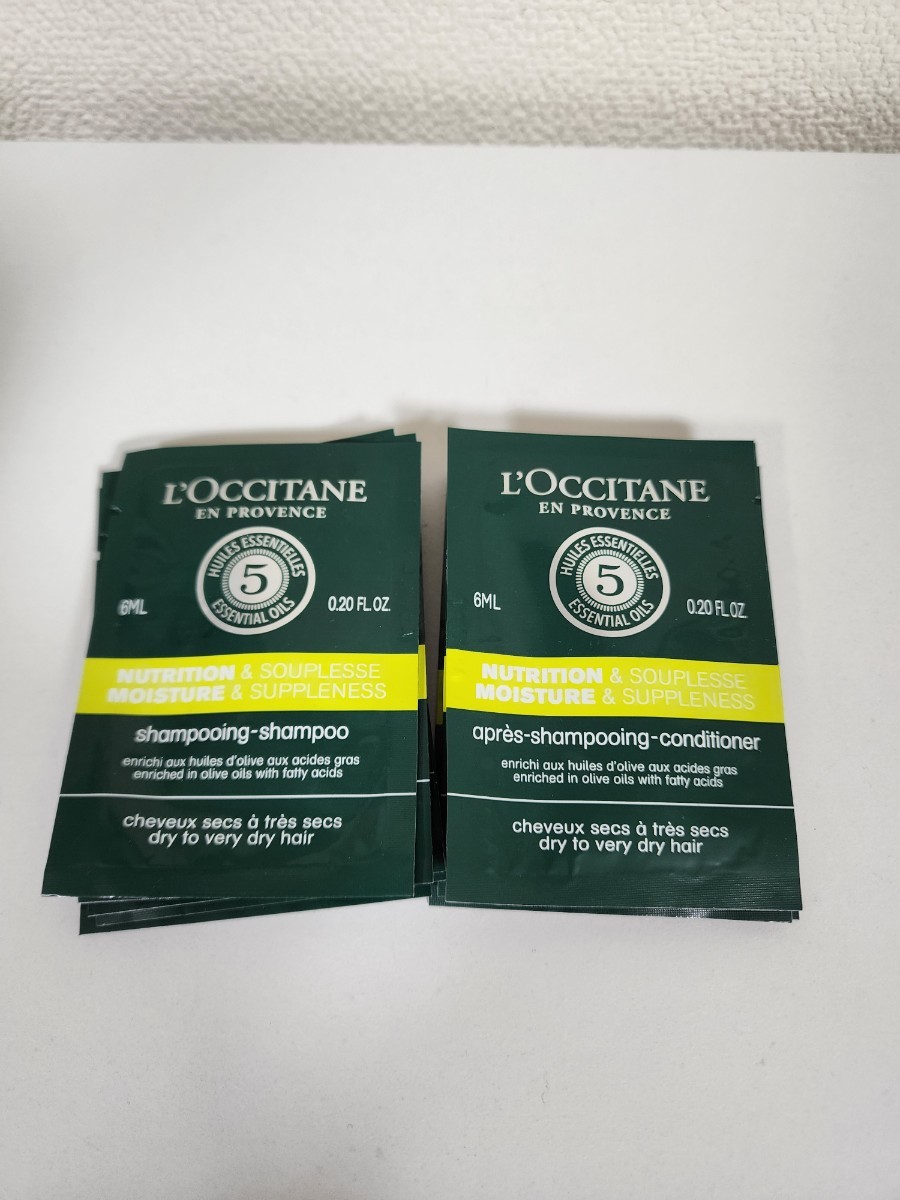 L'OCCITANE
EN PROVENCE
HUILES ESSENTIELLES
5
ESSENTIAL OILS
6ML
0.20 FL.OZ.
NUTRITION & SOUPLESSE
MOISTURE & SUPPLENESS
shampooing-shampoo
enrichi aux huiles d'olive aux acides gras
enriched in olive oils with fatty acids
cheveux secs à très secs
dry to very dry hair
L'OCCITANE
EN PROVENCE
HUILES ESSENTIELLES
5
ESSENTIAL OILS
6ML
0.20 FL.OZ.
NUTRITION & SOUPLESSE
MOISTURE & SUPPLENESS
après-shampooing-conditioner
enrichi aux huiles d'olive aux acides gras
enriched in olive oils with fatty acids
cheveux secs à très secs
dry to very dry hair